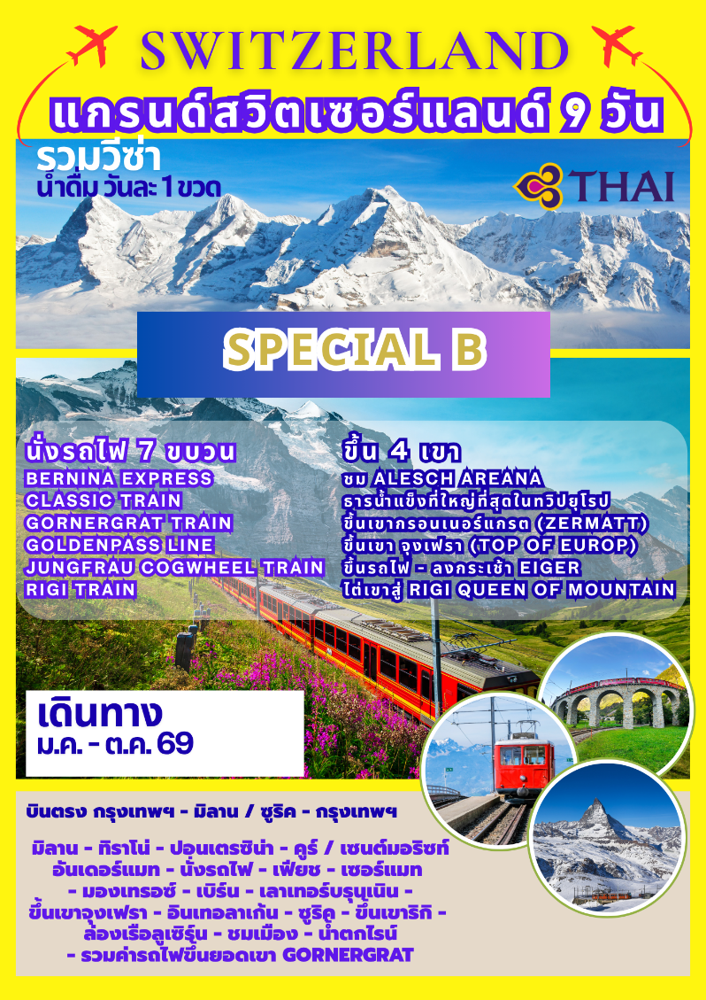 SWITZERLAND
แกรนด์สวิตเซอร์แลนด์ 9 วัน
รวมวีซ่า
น้ำดื่ม วันละ 1 ขวด
THAI
SPECIAL B
นั่งรถไฟ 7 ขบวน
BERNINA EXPRESS
CLASSIC TRAIN
GORNERGRAT TRAIN
GOLDENPASS LINE
JUNGFRAU COGWHEEL TRAIN
RIGI TRAIN
ขึ้น 4 เขา
ชม ALESCH AREANA
ธารน้ำแข็งที่ใหญ่ที่สุดในทวีปยุโรป
ขึ้นเขากรอนเนอร์แกรต (ZERMATT)
ขึ้นเขา จุงเฟรา (TOP OF EUROP)
ขึ้นรถไฟ - ลงกระเช้า EIGER
ไต่เขาสู่ RIGI QUEEN OF MOUNTAIN
เดินทาง
ม.ค. - ต.ค. 69
บินตรง กรุงเทพฯ - มิลาน / ซูริค - กรุงเทพฯ
มิลาน - ทิราโน่ - ปอนเตรซิน่า - คูร์ / เซนต์มอริซท์
อันเดอร์แมท - นั่งรถไฟ - เฟียช - เซอร์แมท
- มองเทรอซ์ - เบิร์น - เลาเทอร์บรุนเนิน -
ขึ้นเขาจุงเฟรา - อินเทอลาเก้น - ซูริค - ขึ้นเขาริกิ -
ล่องเรือลูเซิร์น - ชมเมือง - น้ำตกไรน์
- รวมค่ารถไฟขึ้นยอดเขา GORNERGRAT